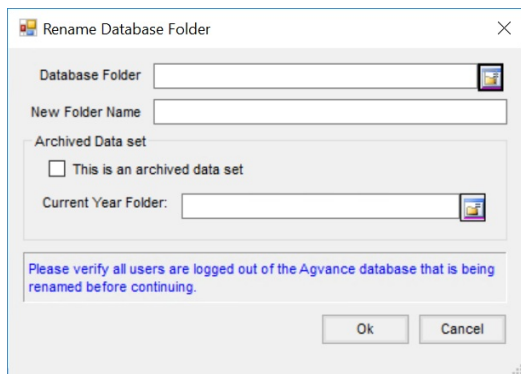 Rename Database Folder
Database Folder
New Folder Name
Archived Data set
This is an archived data set
Current Year Folder:
Please verify all users are logged out of the Agvance database that is being
renamed before continuing.
Ok Cancel